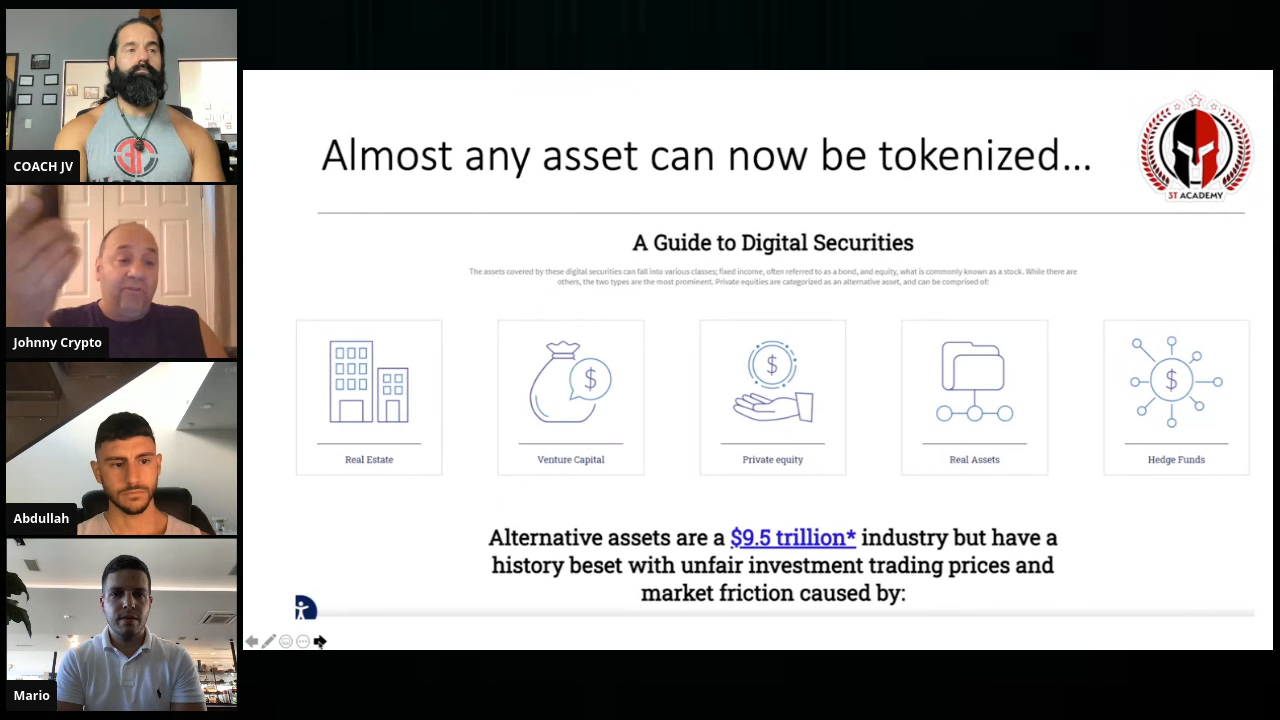 COACH JV
Johnny Crypto
Abdullah
Mario
Almost any asset can now be tokenized...
3T ACADEMY
A Guide to Digital Securities
The assets covered by these digital securities can fall into various classes; fixed income, often referred to as a bond, and equity, what is commonly known as a stock. While there are
others, the two types are the most prominent. Private equities are categorized as an alternative asset, and can be comprised of:
Real Estate
Venture Capital
Private equity
Real Assets
Hedge Funds
Alternative assets are a $9.5 trillion* industry but have a
history beset with unfair investment trading prices and
market friction caused by: